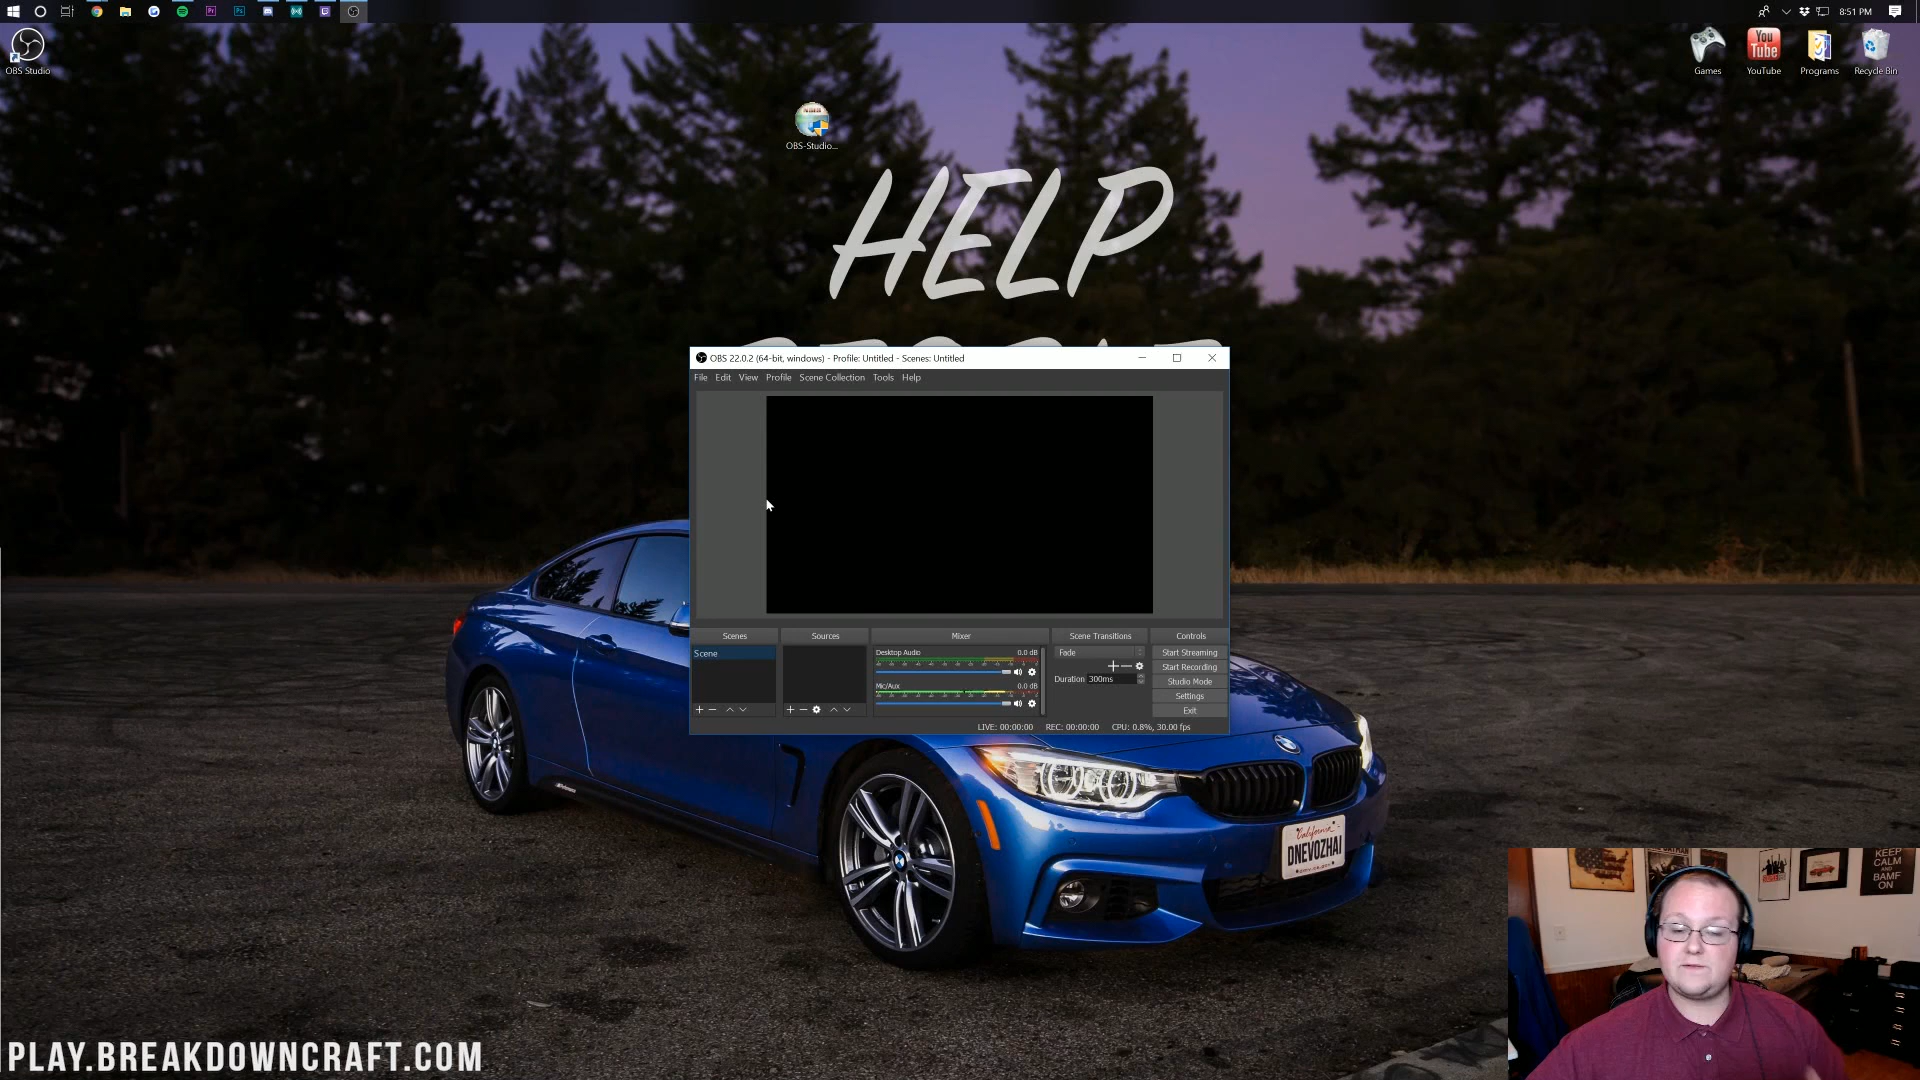 8:51 PM
OBS Studio
Games
YouTube
Programs
Recycle Bin
OBS-Studio...
HELP
OBS 22.0.2 (64-bit, windows) - Profile: Untitled - Scenes: Untitled
File Edit View Profile Scene Collection Tools Help
Scenes
Sources
Mixer
Scene Transitions
Controls
Scene
Desktop Audio
0.0 dB
Mic/Aux
0.0 dB
Fade
Duration 300ms
Start Streaming
Start Recording
Studio Mode
Settings
Exit
LIVE: 00:00:00
REC: 00:00:00
CPU: 0.8%, 30.00 fps
California
DNEVOZHAI
KEEP
CALM
AND
BAMF
ON
PLAY.BREAKDOWNCRAFT.COM